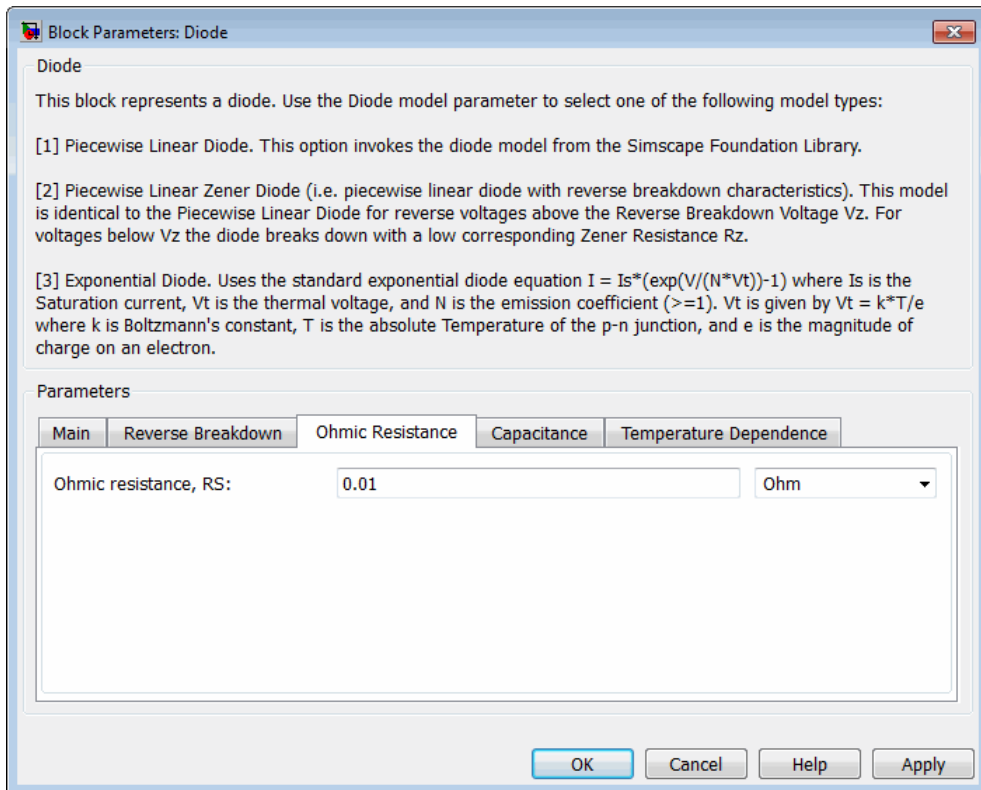 Block Parameters: Diode
Diode
This block represents a diode. Use the Diode model parameter to select one of the following model types:
[1] Piecewise Linear Diode. This option invokes the diode model from the Simscape Foundation Library.
[2] Piecewise Linear Zener Diode (i.e. piecewise linear diode with reverse breakdown characteristics). This model
is identical to the Piecewise Linear Diode for reverse voltages above the Reverse Breakdown Voltage Vz. For
voltages below Vz the diode breaks down with a low corresponding Zener Resistance Rz.
[3] Exponential Diode. Uses the standard exponential diode equation I = Is*(exp(V/(N*Vt))-1) where Is is the
Saturation current, Vt is the thermal voltage, and N is the emission coefficient (>=1). Vt is given by Vt = k*T/e
where k is Boltzmann's constant, T is the absolute Temperature of the p-n junction, and e is the magnitude of
charge on an electron.
Parameters
Main Reverse Breakdown Ohmic Resistance Capacitance Temperature Dependence
Ohmic resistance, RS: 0.01 Ohm
OK Cancel Help Apply